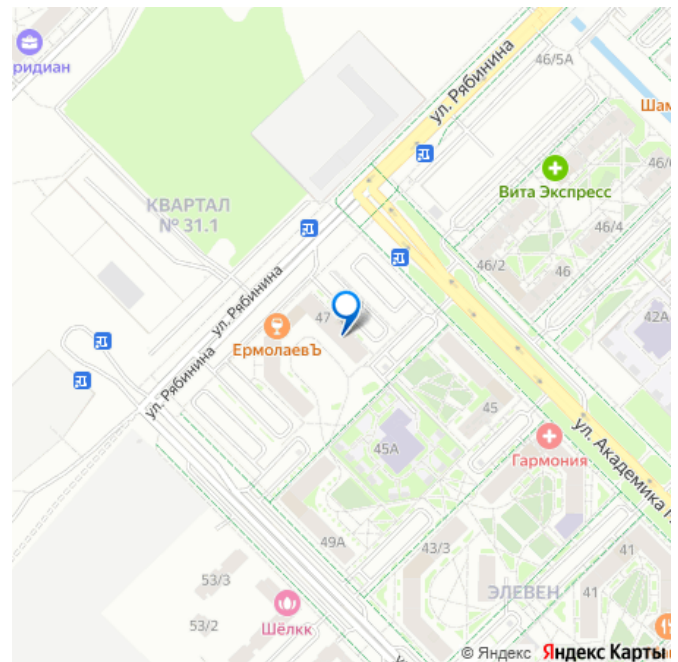 ридиан
46/5А
ул. Рябинина
Шам
46/6
Вита Экспресс
КВАРТАЛ
№ 31.1
46/4
46/2
46
ул. Рябинина
47
42А
ЕрмолаевЪ
ул. Рябинина
45
ул. Академика П
45А
Гармония
49А
43/3
41
53/3
ЭЛЕВЕН
41
Шёлкк
53/2
© Яндекс Яндекс Карты